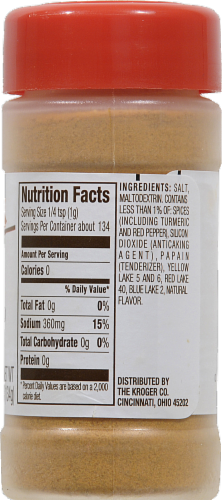 Nutrition Facts
Serving Size 1/4 tsp (1g)
Servings Per Container about 134
Amount Per Serving
Calories 0
% Daily Value*
Total Fat 0g 0%
Sodium 360mg 15%
Total Carbohydrate 0g 0%
Protein 0g
*Percent Daily Values are based on a 2,000
calorie diet.
INGREDIENTS: SALT,
MALTODEXTRIN. CONTAINS
LESS THAN 1% OF: SPICES
(INCLUDING TURMERIC
AND RED PEPPER), SILICON
DIOXIDE (ANTICAKING
AGENT), PAPAIN
(TENDERIZER), YELLOW
LAKE 5 AND 6, RED LAKE
40, BLUE LAKE 2, NATURAL
FLAVOR.
DISTRIBUTED BY
THE KROGER CO.
CINCINNATI, OHIO 45202